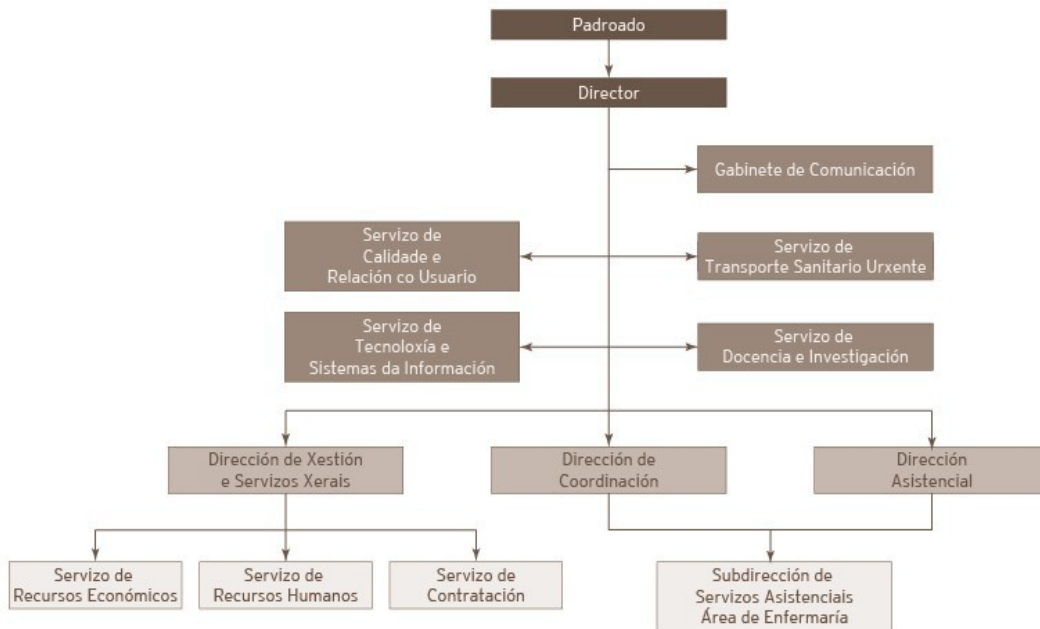 Padroado
Director
Gabinete de Comunicación
Servizo de
Calidade e
Relación co Usuario
Servizo de
Transporte Sanitario Urxente
Servizo de
Tecnoloxía e
Sistemas da Información
Servizo de
Docencia e Investigación
Dirección de Xestión
e Servizos Xerais
Dirección de
Coordinación
Dirección
Asistencial
Servizo de
Recursos Económicos
Servizo de
Recursos Humanos
Servizo de
Contratación
Subdirección de
Servizos Asistenciais
Área de Enfermaría